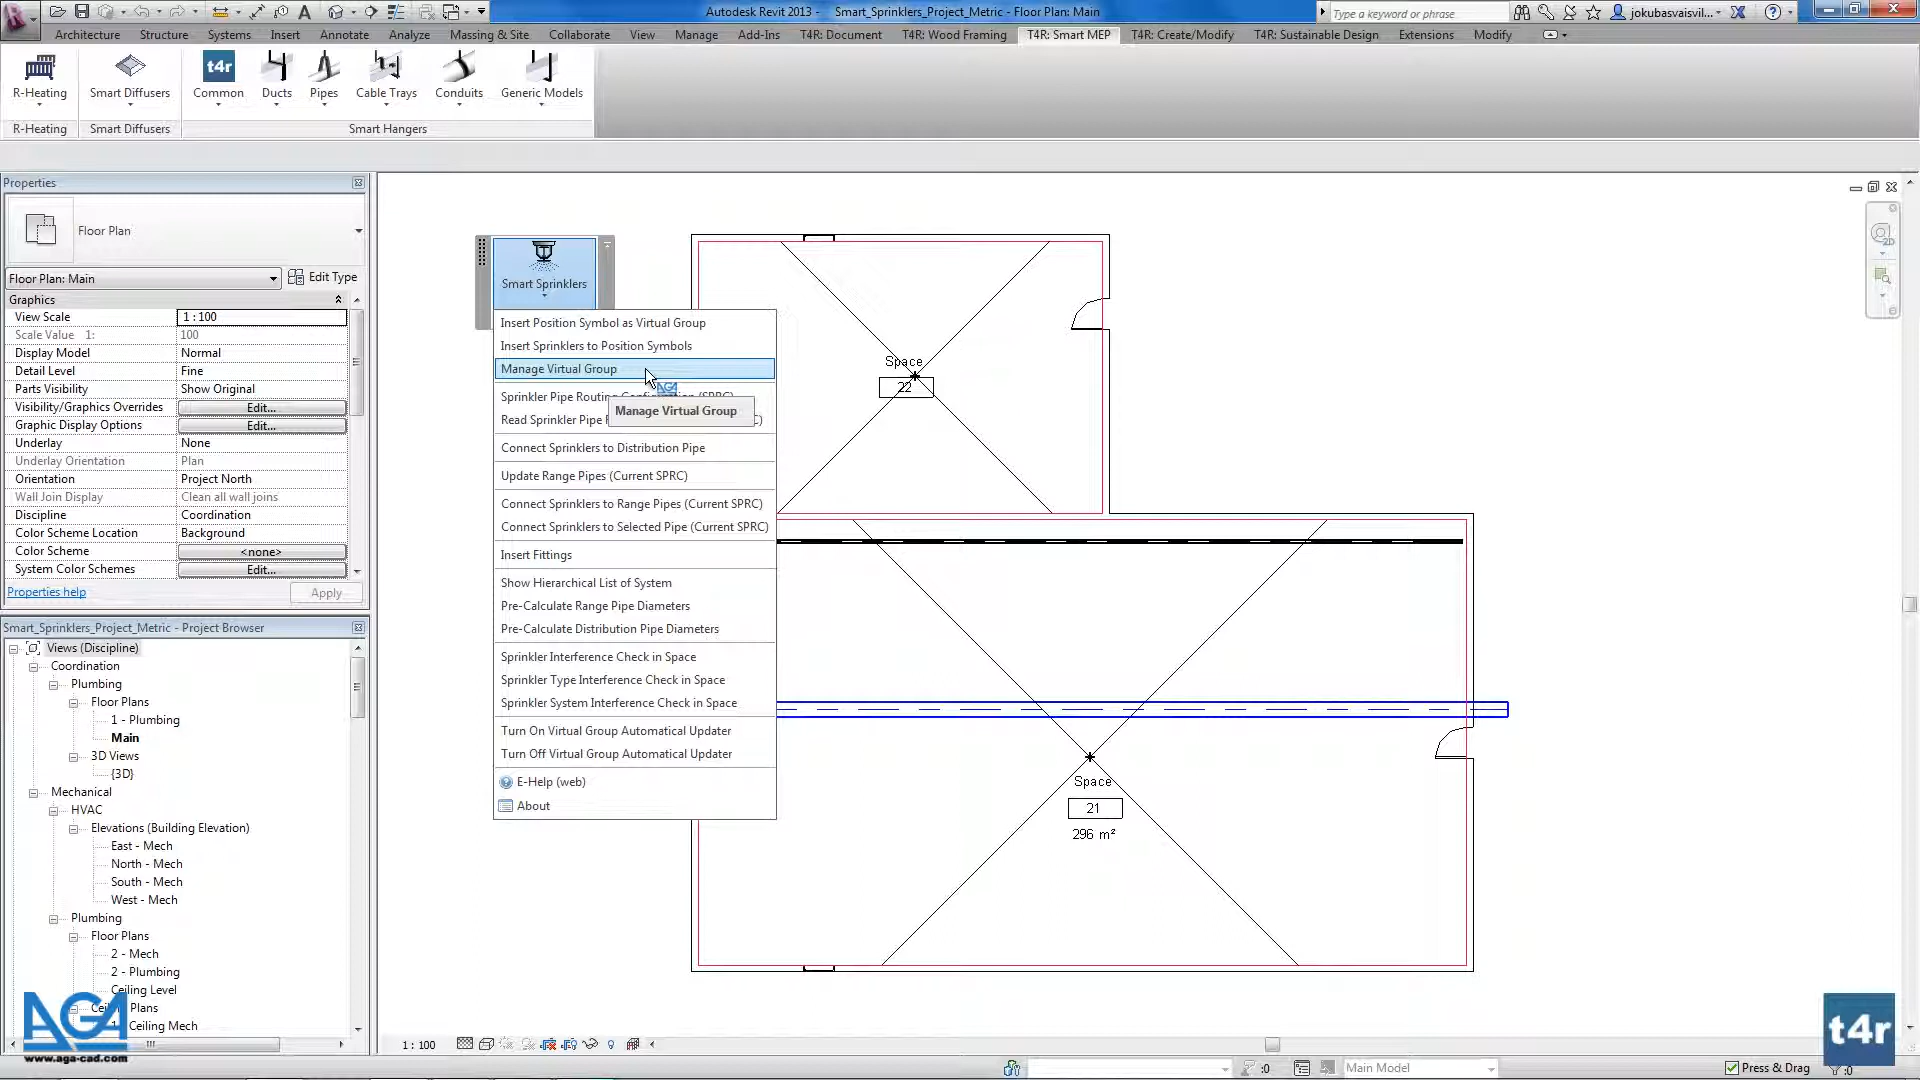 Autodesk Revit 2013 - Smart_Sprinklers_Project_Metric - Floor Plan: Main
Type a keyword or phrase
jokubasvaisvil...
Architecture Structure Systems Insert Annotate Analyze Massing & Site Collaborate View Manage Add-Ins T4R: Document T4R: Wood Framing T4R: Smart MEP T4R: Create/Modify T4R: Sustainable Design Extensions Modify
t4r
R-Heating Smart Diffusers Common Ducts Pipes Cable Trays Conduits Generic Models
R-Heating Smart Diffusers Smart Hangers
Properties
Floor Plan
Floor Plan: Main Edit Type
Graphics
View Scale 1 : 100
Scale Value 1: 100
Display Model Normal
Detail Level Fine
Parts Visibility Show Original
Visibility/Graphics Overrides Edit...
Graphic Display Options Edit...
Underlay None
Underlay Orientation Plan
Orientation Project North
Wall Join Display Clean all wall joins
Discipline Coordination
Color Scheme Location Background
Color Scheme <none>
System Color Schemes Edit...
Properties help Apply
Smart_Sprinklers_Project_Metric - Project Browser
Views (Discipline)
Coordination
Plumbing
Floor Plans
1 - Plumbing
Main
3D Views
{3D}
Mechanical
HVAC
Elevations (Building Elevation)
East - Mech
North - Mech
South - Mech
West - Mech
Plumbing
Floor Plans
2 - Mech
2 - Plumbing
Ceiling Level
Plans
Ceiling Mech
AGA
www.aga-cad.com
Smart Sprinklers
Insert Position Symbol as Virtual Group
Insert Sprinklers to Position Symbols
Manage Virtual Group
Sprinkler Pipe Routing
AGA
Manage Virtual Group
Read Sprinkler Pipe
Connect Sprinklers to Distribution Pipe
Update Range Pipes (Current SPRC)
Connect Sprinklers to Range Pipes (Current SPRC)
Connect Sprinklers to Selected Pipe (Current SPRC)
Insert Fittings
Show Hierarchical List of System
Pre-Calculate Range Pipe Diameters
Pre-Calculate Distribution Pipe Diameters
Sprinkler Interference Check in Space
Sprinkler Type Interference Check in Space
Sprinkler System Interference Check in Space
Turn On Virtual Group Automatical Updater
Turn Off Virtual Group Automatical Updater
E-Help (web)
About
Space
22
Space
21
296 m²
2D
1 : 100
:0 Main Model Press & Drag :0
t4r